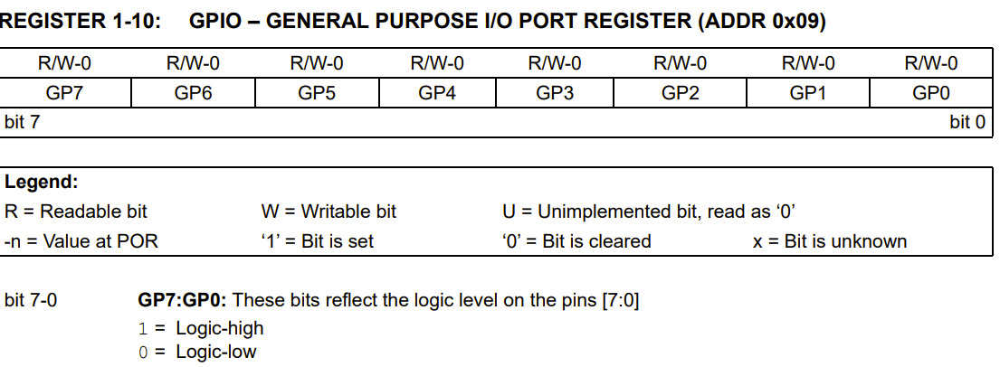 REGISTER 1-10: GPIO – GENERAL PURPOSE I/O PORT REGISTER (ADDR 0x09)
R/W-0 R/W-0 R/W-0 R/W-0 R/W-0 R/W-0 R/W-0 R/W-0
GP7 GP6 GP5 GP4 GP3 GP2 GP1 GP0
bit 7 bit 0
Legend:
R = Readable bit W = Writable bit U = Unimplemented bit, read as ‘0’
-n = Value at POR ‘1’ = Bit is set ‘0’ = Bit is cleared x = Bit is unknown
bit 7-0 GP7:GP0: These bits reflect the logic level on the pins [7:0]
1 = Logic-high
0 = Logic-low